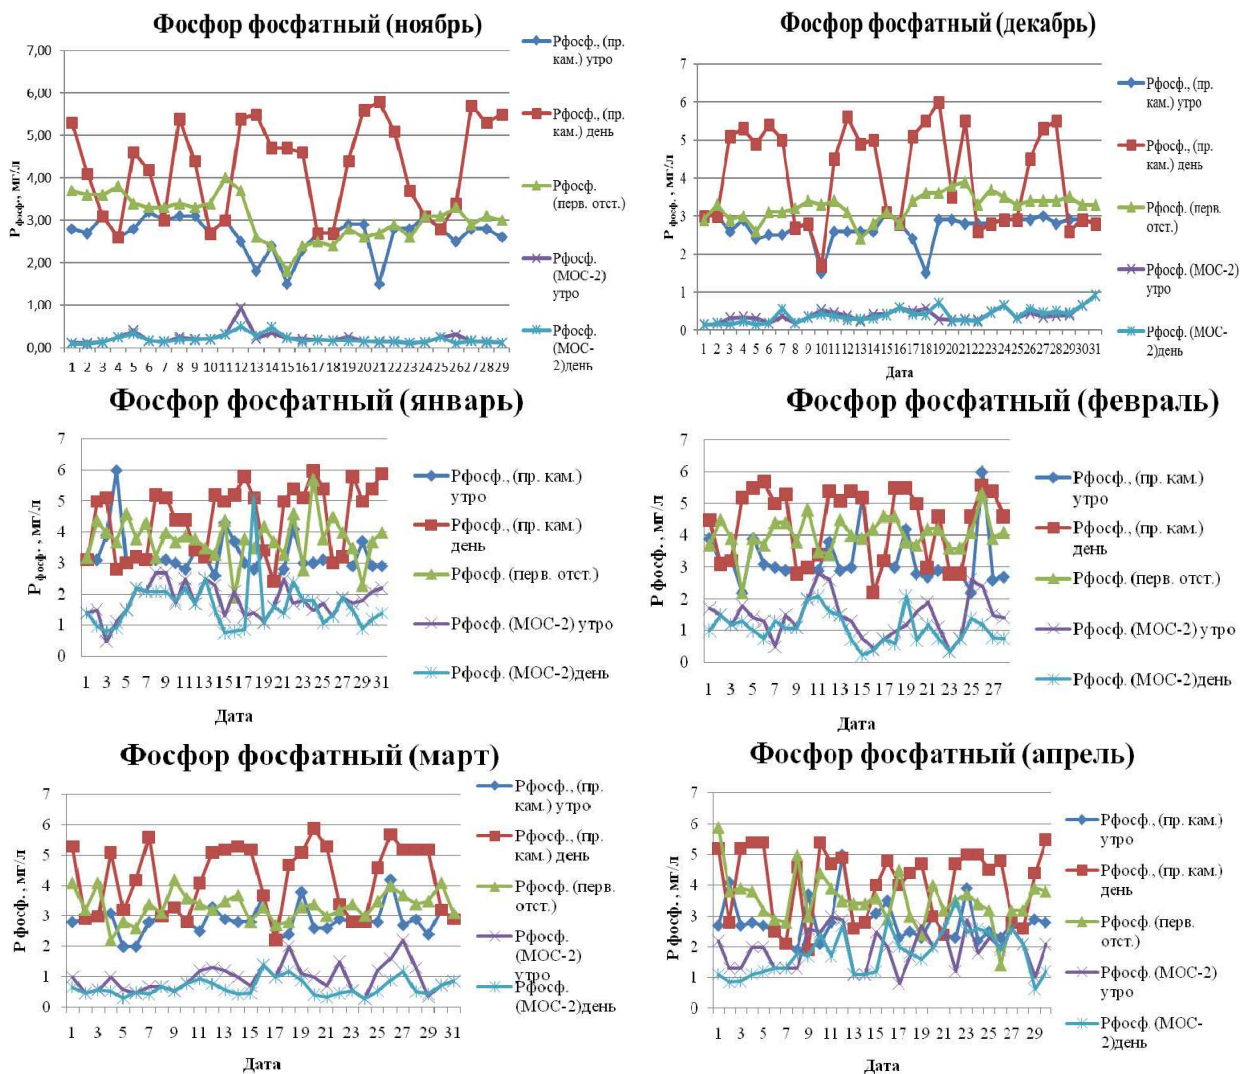 Фосфор фосфатный (ноябрь)
7,00
6,00
5,00
4,00
3,00
2,00
1,00
0,00
Рфосф., мг/л
1 2 3 4 5 6 7 8 9 10 11 12 13 14 15 16 17 18 19 20 21 22 23 24 25 26 27 28 29
Рфосф., (пр.
кам.) утро
Рфосф., (пр.
кам.) день
Рфосф.
(перв. отст.)
Рфосф.
(МОС-2)
утро
Рфосф.
(МОС-
2)день
Фосфор фосфатный (декабрь)
7
6
5
4
3
2
1
0
Рфосф. , мг/л
1 2 3 4 5 6 7 8 9 10 11 12 13 14 15 16 17 18 19 20 21 22 23 24 25 26 27 28 29 30 31
Дата
Рфосф., (пр.
кам.) утро
Рфосф., (пр.
кам.) день
Рфосф. (перв.
отст.)
Рфосф. (МОС-2)
утро
Рфосф. (МОС-
2)день
Фосфор фосфатный (январь)
7
6
5
4
3
2
1
0
Р фосф. , мг/л
1 3 5 7 9 11 13 15 17 19 21 23 25 27 29 31
Дата
Рфосф., (пр. кам.)
утро
Рфосф., (пр. кам.)
день
Рфосф. (перв. отст.)
Рфосф. (МОС-2) утро
Рфосф. (МОС-2)день
Фосфор фосфатный (февраль)
7
6
5
4
3
2
1
0
Р фосф. , мг/л
1 3 5 7 9 11 13 15 17 19 21 23 25 27
Дата
Рфосф., (пр. кам.)
утро
Рфосф., (пр. кам.)
день
Рфосф. (перв. отст.)
Рфосф. (МОС-2) утро
Рфосф. (МОС-2)день
Фосфор фосфатный (март)
7
6
5
4
3
2
1
0
Р фосф. , мг/л
1 3 5 7 9 11 13 15 17 19 21 23 25 27 29 31
Дата
Рфосф., (пр.
кам.) утро
Рфосф., (пр.
кам.) день
Рфосф. (перв.
отст.)
Рфосф.
(МОС-2)
утро
Рфосф.
(МОС-2)день
Фосфор фосфатный (апрель)
7
6
5
4
3
2
1
0
Р фосф. , мг/л
1 3 5 7 9 11 13 15 17 19 21 23 25 27 29
Дата
Рфосф., (пр. кам.)
утро
Рфосф., (пр. кам.)
день
Рфосф. (перв.
отст.)
Рфосф. (МОС-2)
утро
Рфосф. (МОС-
2)день